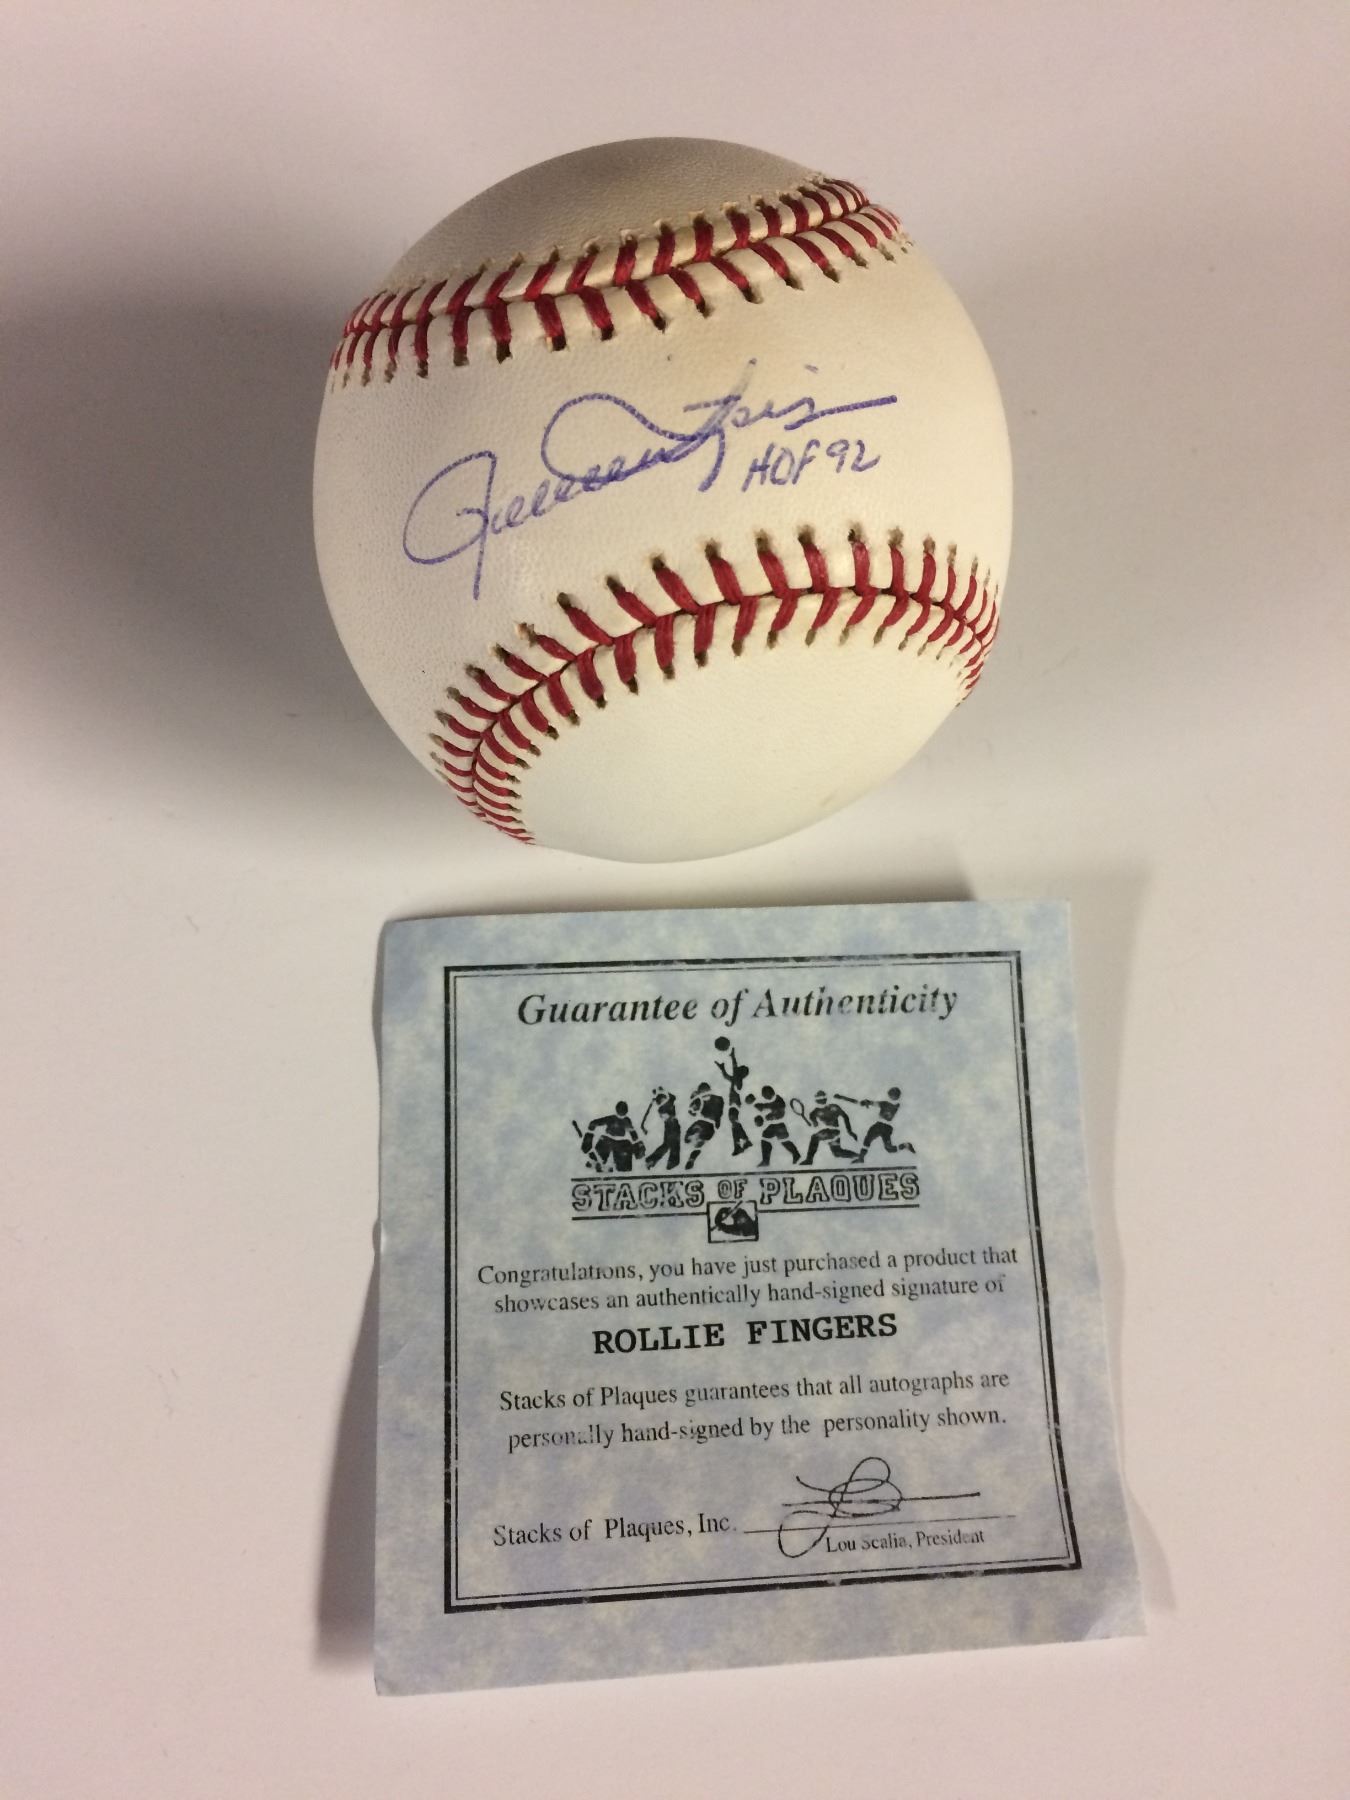 Rollie Fingers
HOF 92
Guarantee of Authenticity
STACKS OF PLAQUES
Congratulations, you have just purchased a product that
showcases an authentically hand-signed signature of
ROLLIE FINGERS
Stacks of Plaques guarantees that all autographs are
personally hand-signed by the personality shown.
Stacks of Plaques, Inc.
Lou Scalia, President